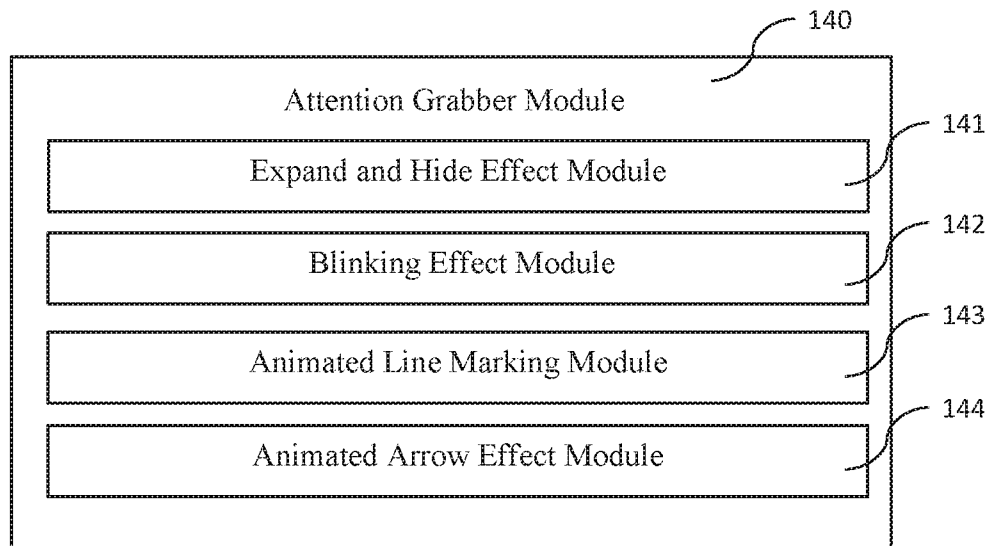 140
Attention Grabber Module
141
Expand and Hide Effect Module
142
Blinking Effect Module
143
Animated Line Marking Module
144
Animated Arrow Effect Module